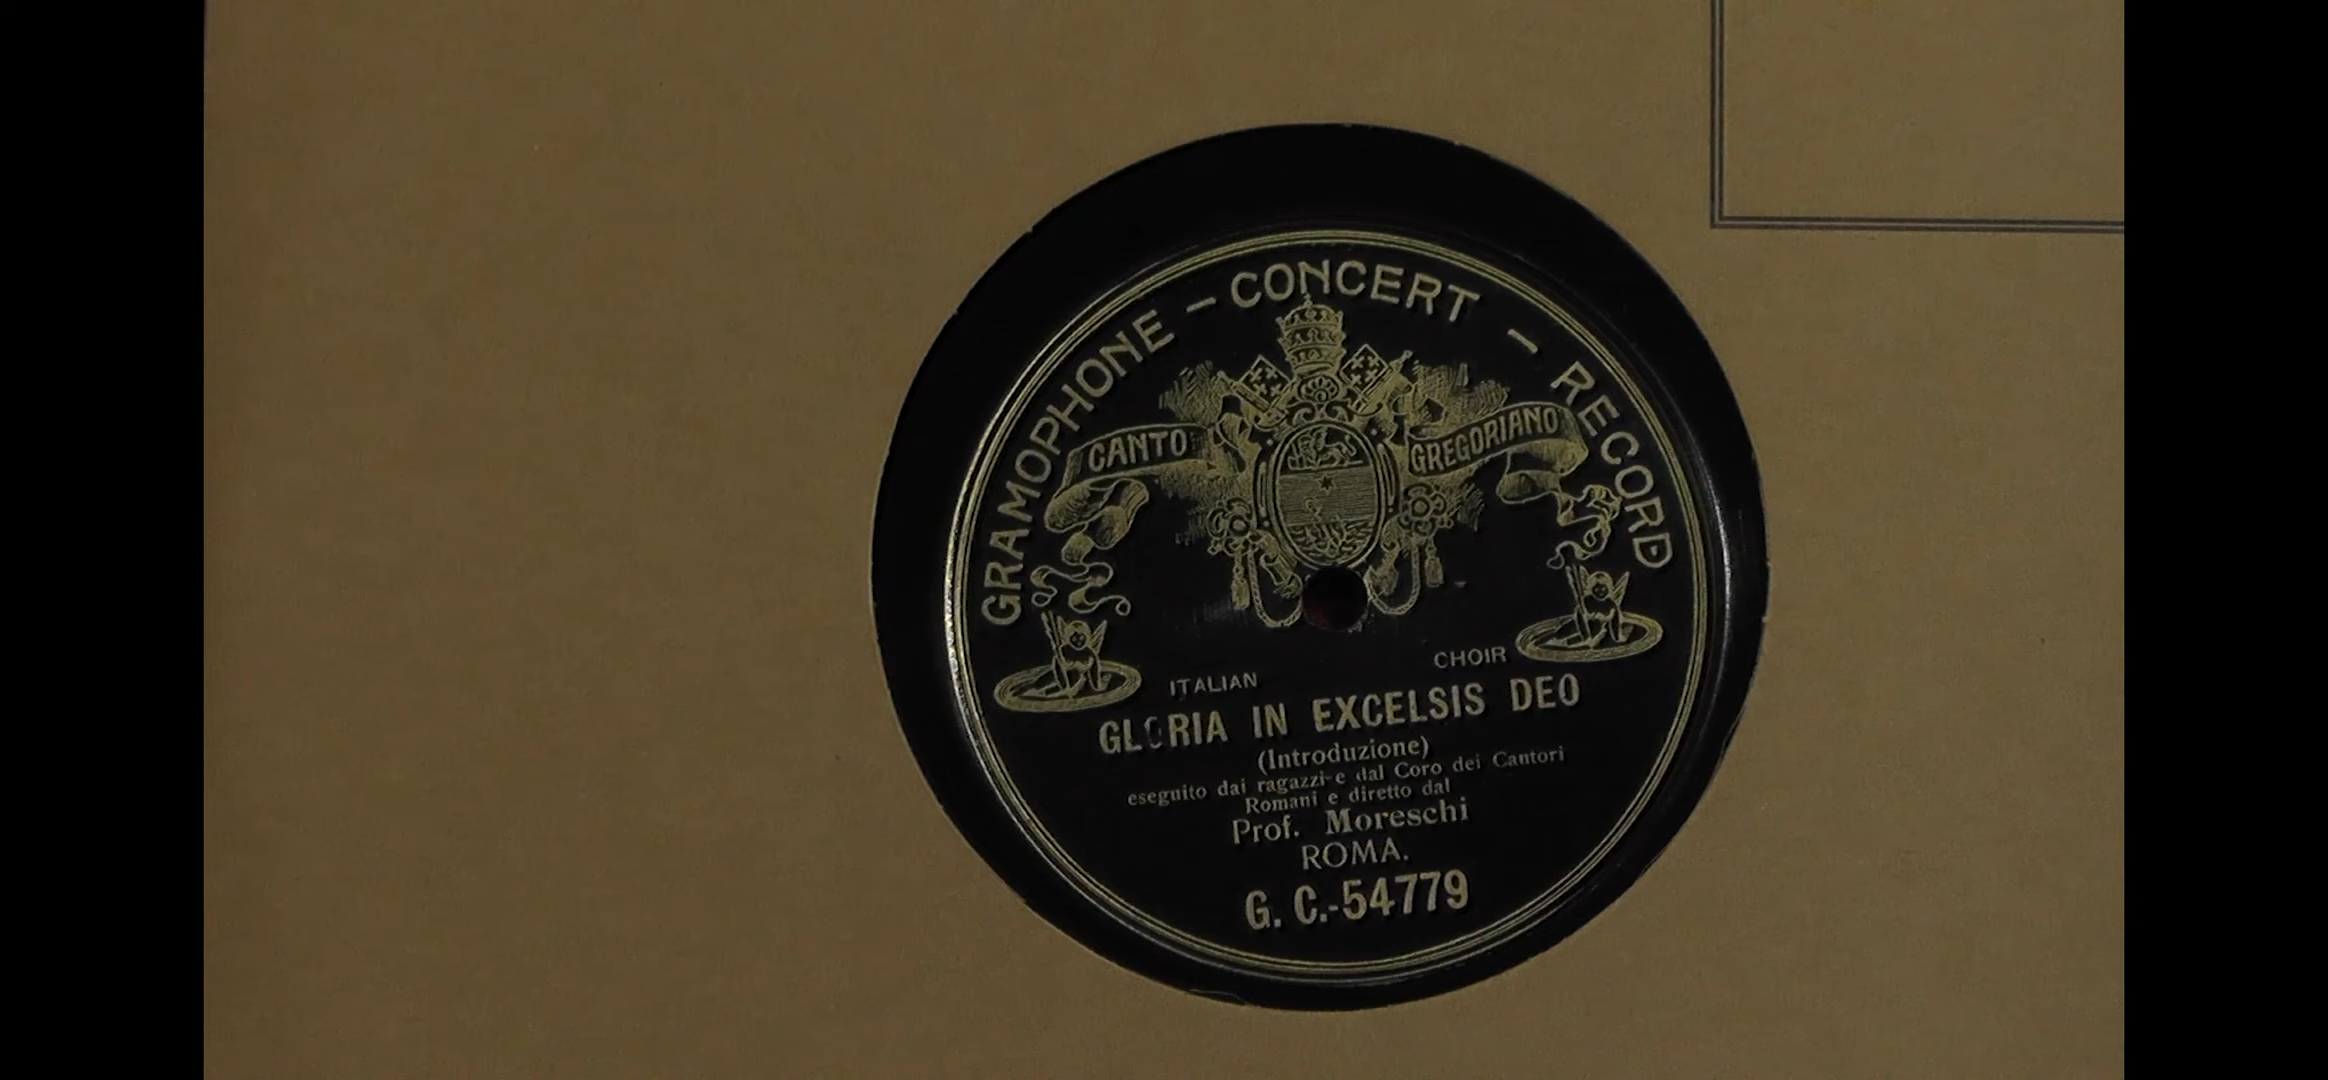 GRAMOPHONE – CONCERT – RECORD
CANTO GREGORIANO
ITALIAN CHOIR
GLORIA IN EXCELSIS DEO
(Introduzione)
eseguito dai ragazzi e dal Coro dei Cantori
Romani e diretto dal
Prof. Moreschi
ROMA.
G. C.-54779